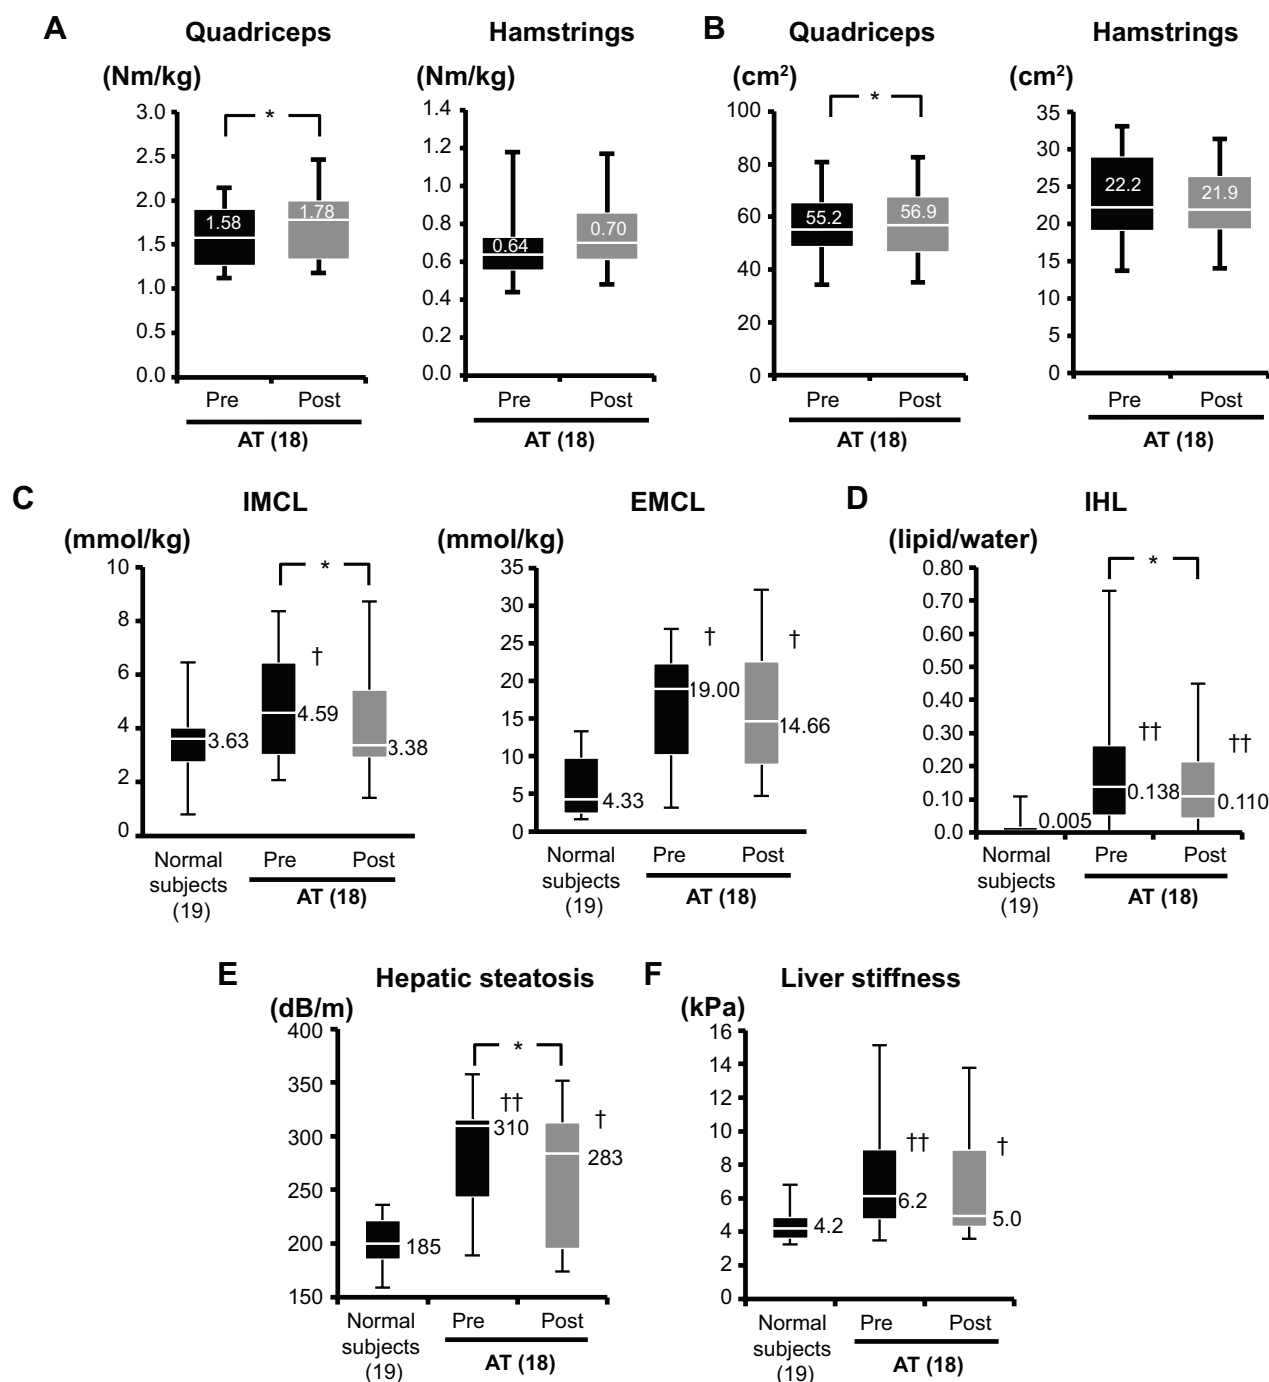 A
Quadriceps
Hamstrings
(Nm/kg)
(Nm/kg)
3.0
2.5
2.0
1.5
1.0
0.5
0.0
*
1.58
1.78
Pre
Post
AT (18)
1.4
1.2
1.0
0.8
0.6
0.4
0.2
0.0
0.64
0.70
Pre
Post
AT (18)
B
Quadriceps
Hamstrings
(cm²)
(cm²)
100
80
60
40
20
0
*
55.2
56.9
Pre
Post
AT (18)
35
30
25
20
15
10
5
0
22.2
21.9
Pre
Post
AT (18)
C
IMCL
EMCL
(mmol/kg)
(mmol/kg)
10
8
6
4
2
0
*
†
3.63
4.59
3.38
Normal
subjects
(19)
Pre
Post
AT (18)
35
30
25
20
15
10
5
0
†
†
4.33
19.00
14.66
Normal
subjects
(19)
Pre
Post
AT (18)
D
IHL
(lipid/water)
0.80
0.70
0.60
0.50
0.40
0.30
0.20
0.10
0.0
*
††
††
0.005
0.138
0.110
Normal
subjects
(19)
Pre
Post
AT (18)
E
Hepatic steatosis
(dB/m)
400
350
300
250
200
150
*
††
†
185
310
283
Normal
subjects
(19)
Pre
Post
AT (18)
F
Liver stiffness
(kPa)
16
14
12
10
8
6
4
2
0
††
†
4.2
6.2
5.0
Normal
subjects
(19)
Pre
Post
AT (18)